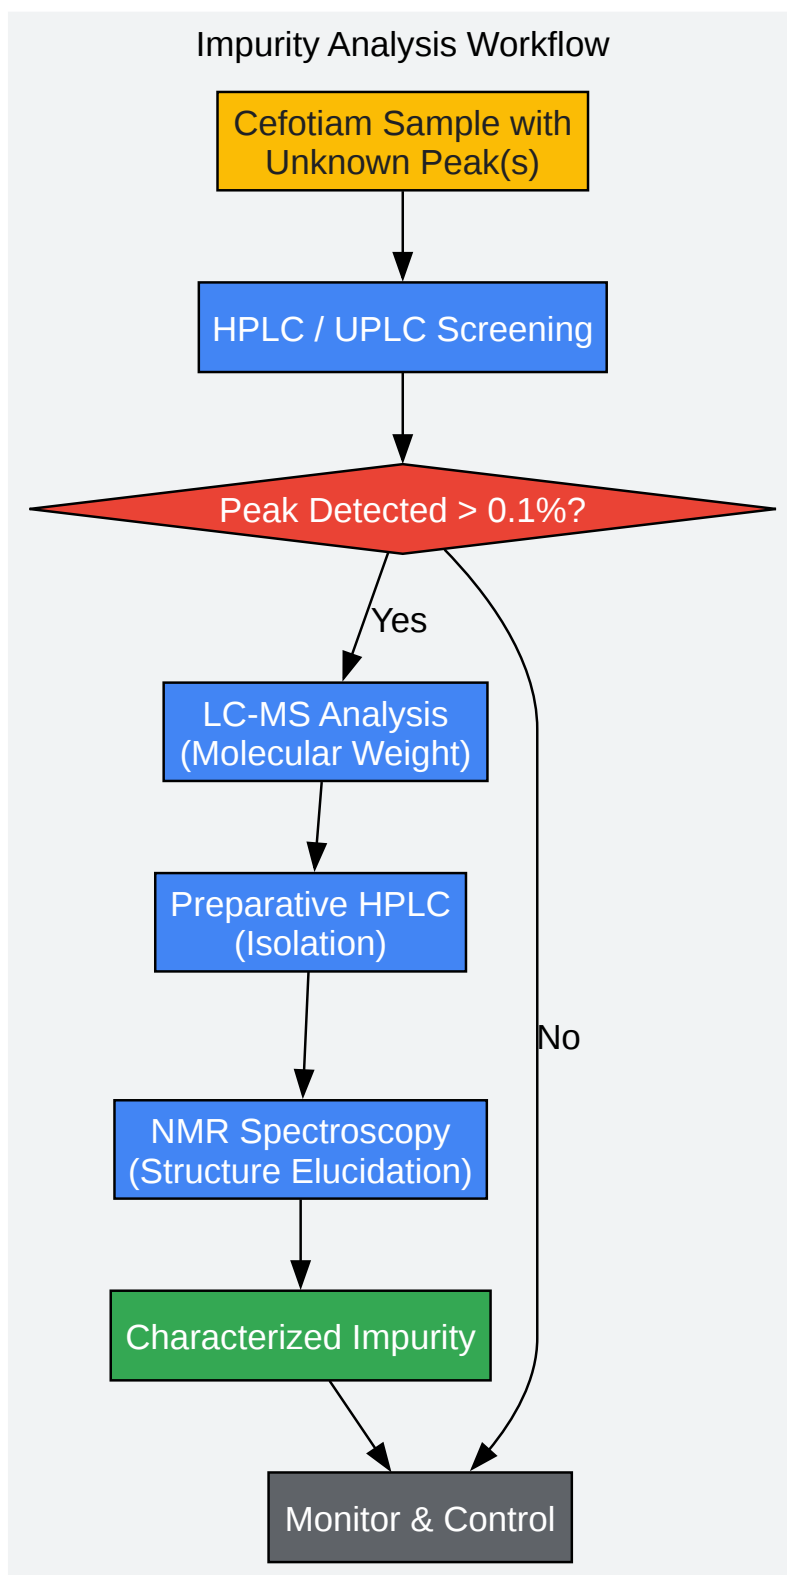 Impurity Analysis Workflow
Cefotiam Sample with
Unknown Peak(s)
HPLC / UPLC Screening
Peak Detected > 0.1%?
Yes
LC-MS Analysis
(Molecular Weight)
Preparative HPLC
(Isolation)
No
NMR Spectroscopy
(Structure Elucidation)
Characterized Impurity
Monitor & Control